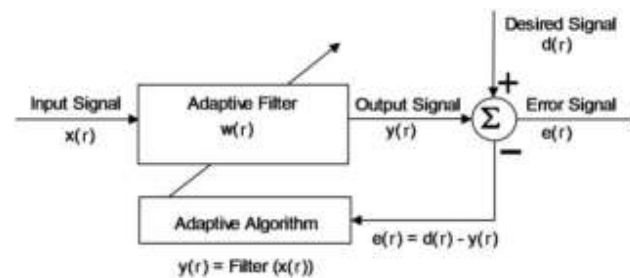 Desired Signal
d(r)
+
Input Signal
x(r)
Adaptive Filter
w(r)
Output Signal
y(r)
Σ
Error Signal
e(r)
−
Adaptive Algorithm
e(r) = d(r) - y(r)
y(r) = Filter (x(r))